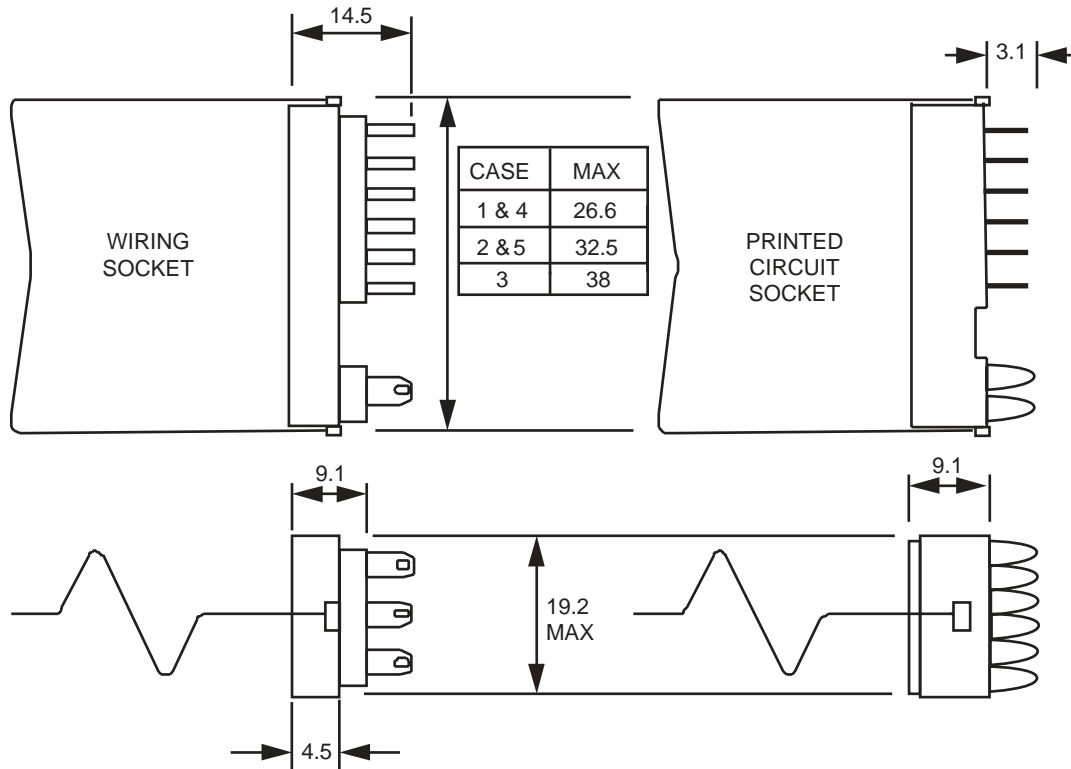 14.5
3.1
CASE MAX
1 & 4 26.6
2 &5 32.5
3 38
WIRING
SOCKET
PRINTED
CIRCUIT
SOCKET
9.1
9.1
19.2
MAX
4.5